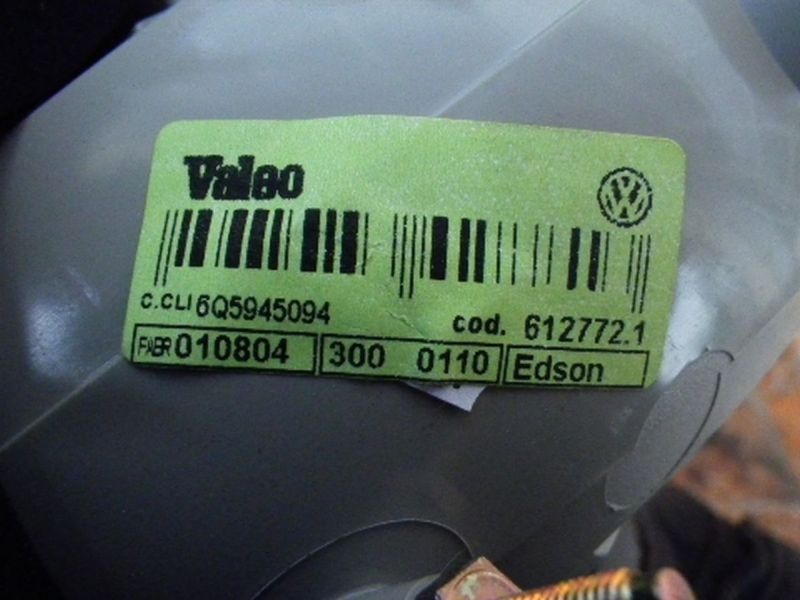 Valeo
C.CLI 6Q5945094
cod. 612772.1
FABR 010804 300 0110 Edson